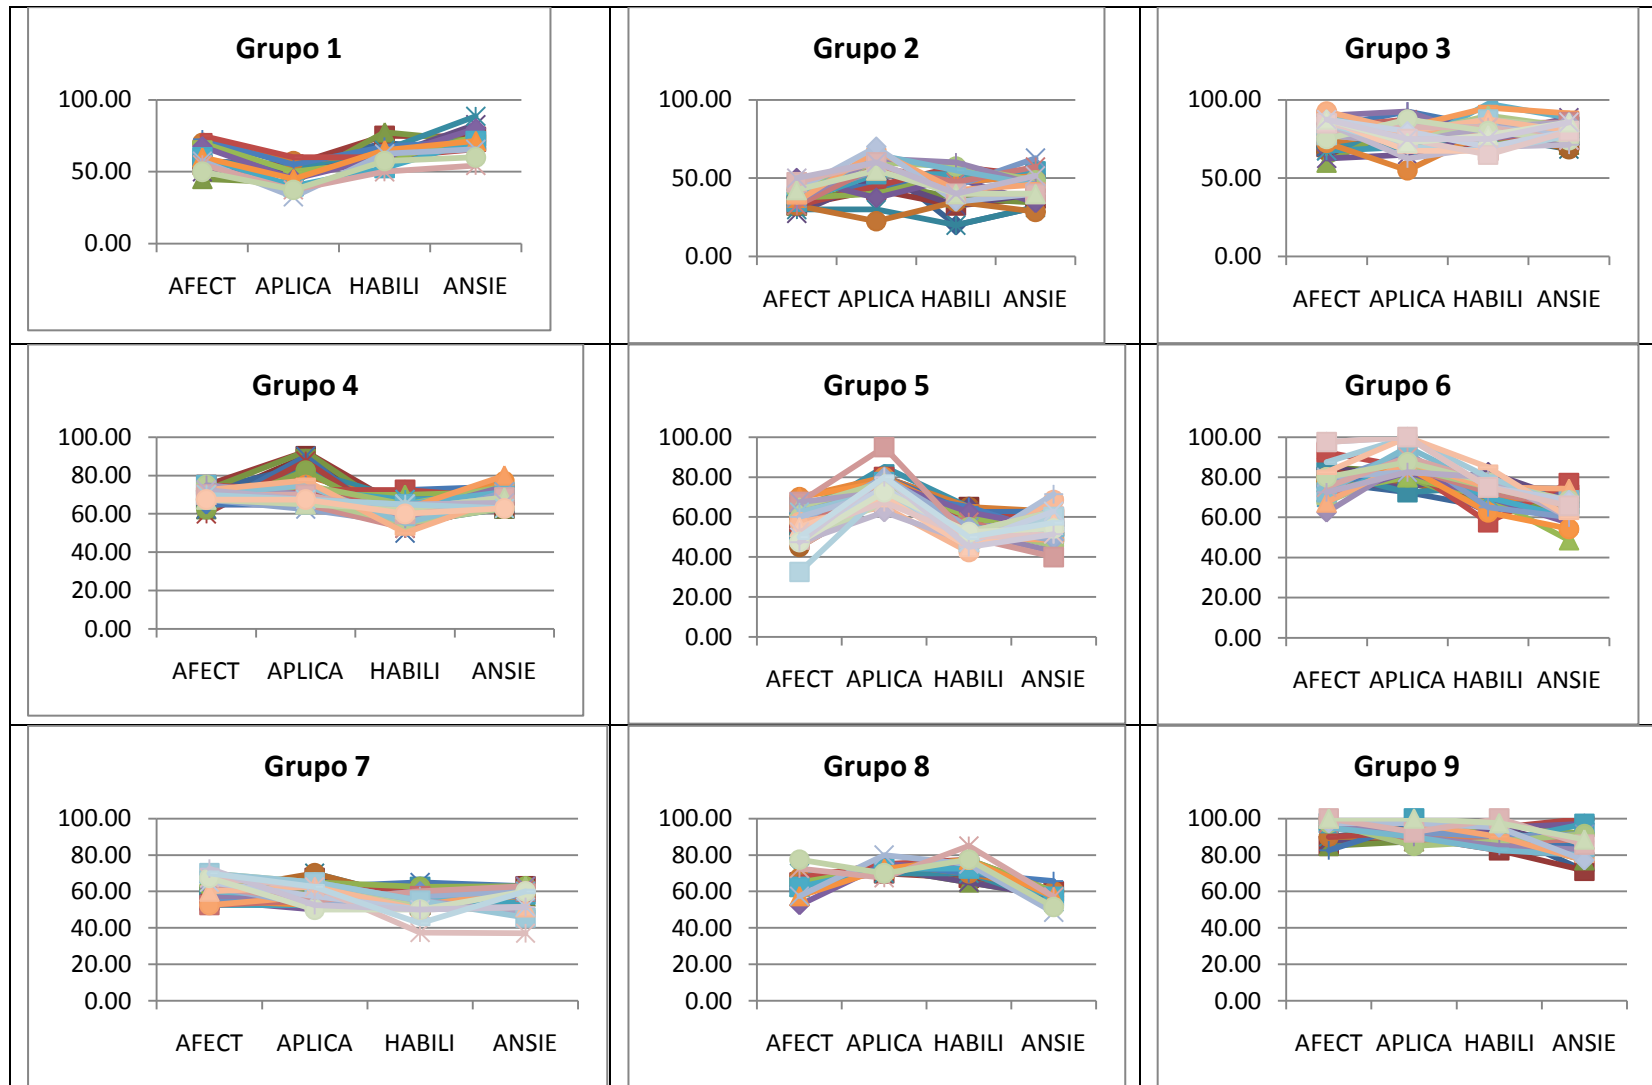 Grupo 1
100.00
50.00
0.00
AFECT APLICA HABILI ANSIE
Grupo 2
100.00
50.00
0.00
AFECT APLICA HABILI ANSIE
Grupo 3
100.00
50.00
0.00
AFECT APLICA HABILI ANSIE
Grupo 4
100.00
80.00
60.00
40.00
20.00
0.00
AFECT APLICA HABILI ANSIE
Grupo 5
100.00
80.00
60.00
40.00
20.00
0.00
AFECT APLICA HABILI ANSIE
Grupo 6
100.00
80.00
60.00
40.00
20.00
0.00
AFECT APLICA HABILI ANSIE
Grupo 7
100.00
80.00
60.00
40.00
20.00
0.00
AFECT APLICA HABILI ANSIE
Grupo 8
100.00
80.00
60.00
40.00
20.00
0.00
AFECT APLICA HABILI ANSIE
Grupo 9
100.00
80.00
60.00
40.00
20.00
0.00
AFECT APLICA HABILI ANSIE